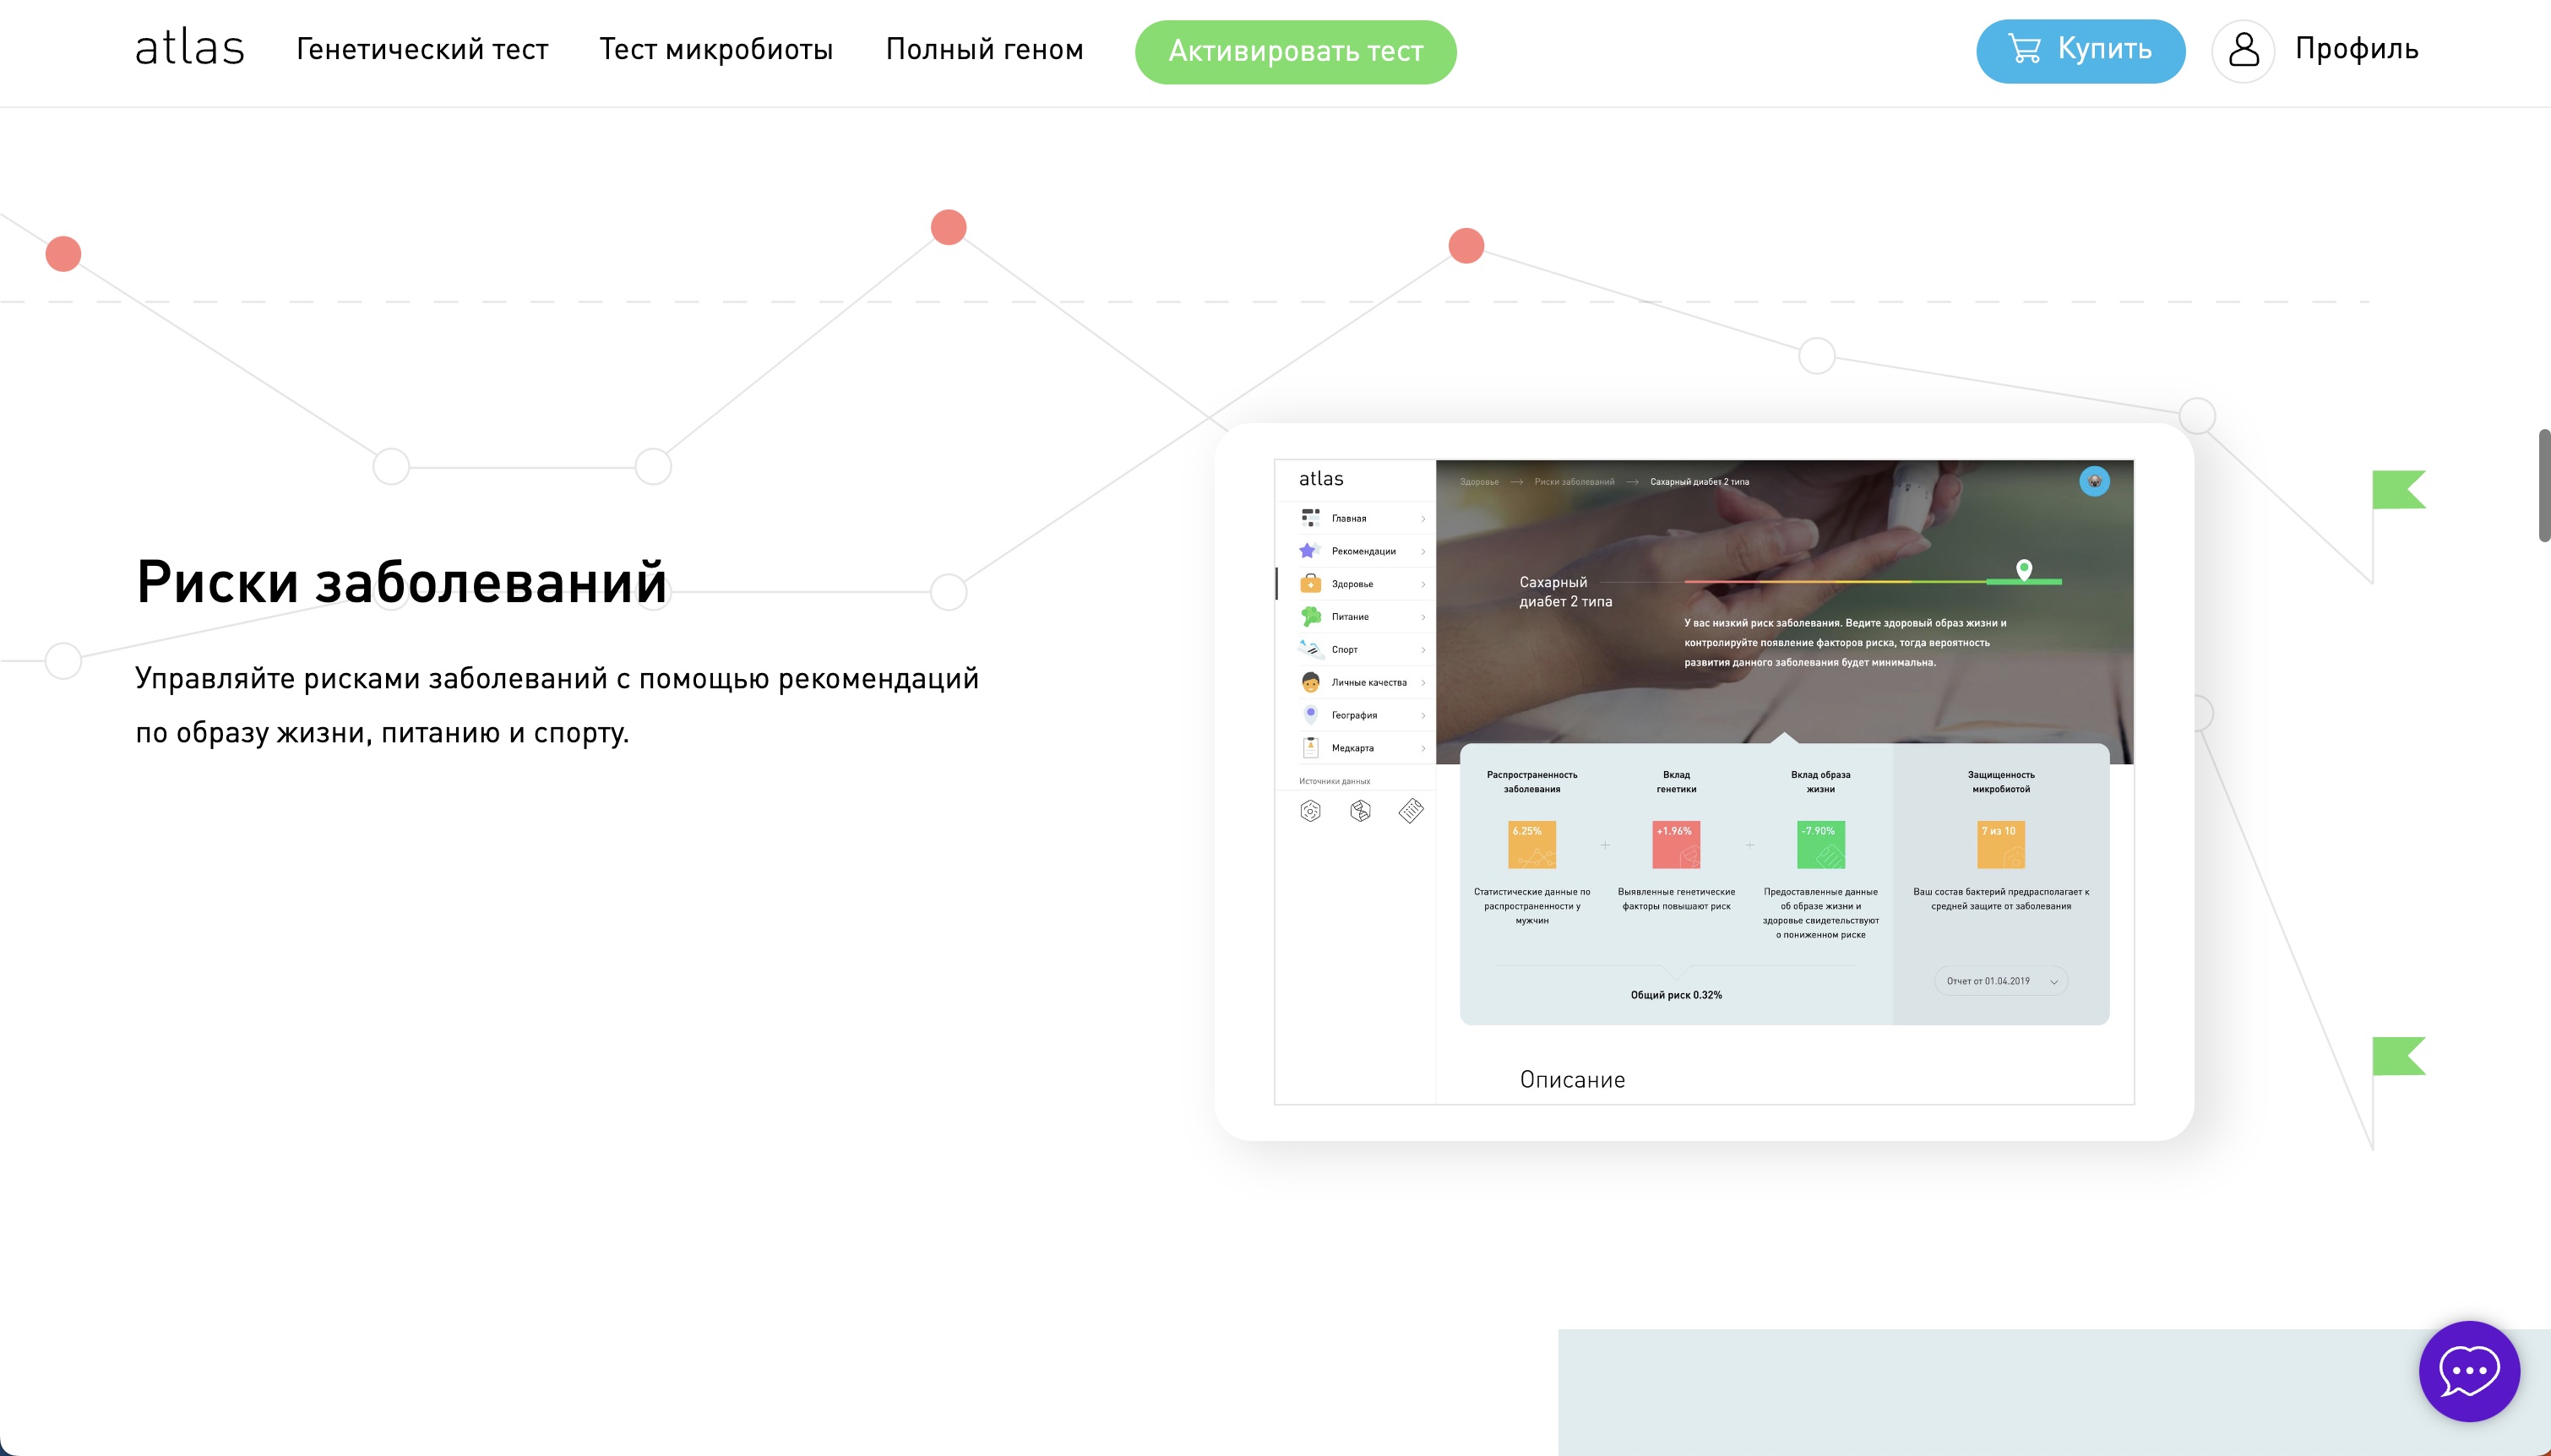 atlas
Генетический тест
Тест микробиоты
Полный геном
Активировать тест
Купить
Профиль
Риски заболеваний
Управляйте рисками заболеваний с помощью рекомендаций
по образу жизни, питанию и спорту.
atlas
Главная
Рекомендации
Здоровье
Питание
Спорт
Личные качества
География
Медкарта
Источники данных
Здоровье
Риски заболеваний
Сахарный диабет 2 типа
Сахарный
диабет 2 типа
У вас низкий риск заболевания. Ведите здоровый образ жизни и
контролируйте появление факторов риска, тогда вероятность
развития данного заболевания будет минимальна.
Распространенность
заболевания
6.25%
Статистические данные по
распространенности у
мужчин
+
Вклад
генетики
+1.96%
Выявленные генетические
факторы повышают риск
+
Вклад образа
жизни
-7.90%
Предоставленные данные
об образе жизни и
здоровье свидетельствуют
о пониженном риске
Общий риск 0.32%
Защищенность
микробиотой
7 из 10
Ваш состав бактерий предрасполагает к
средней защите от заболевания
Отчет от 01.04.2019
Описание